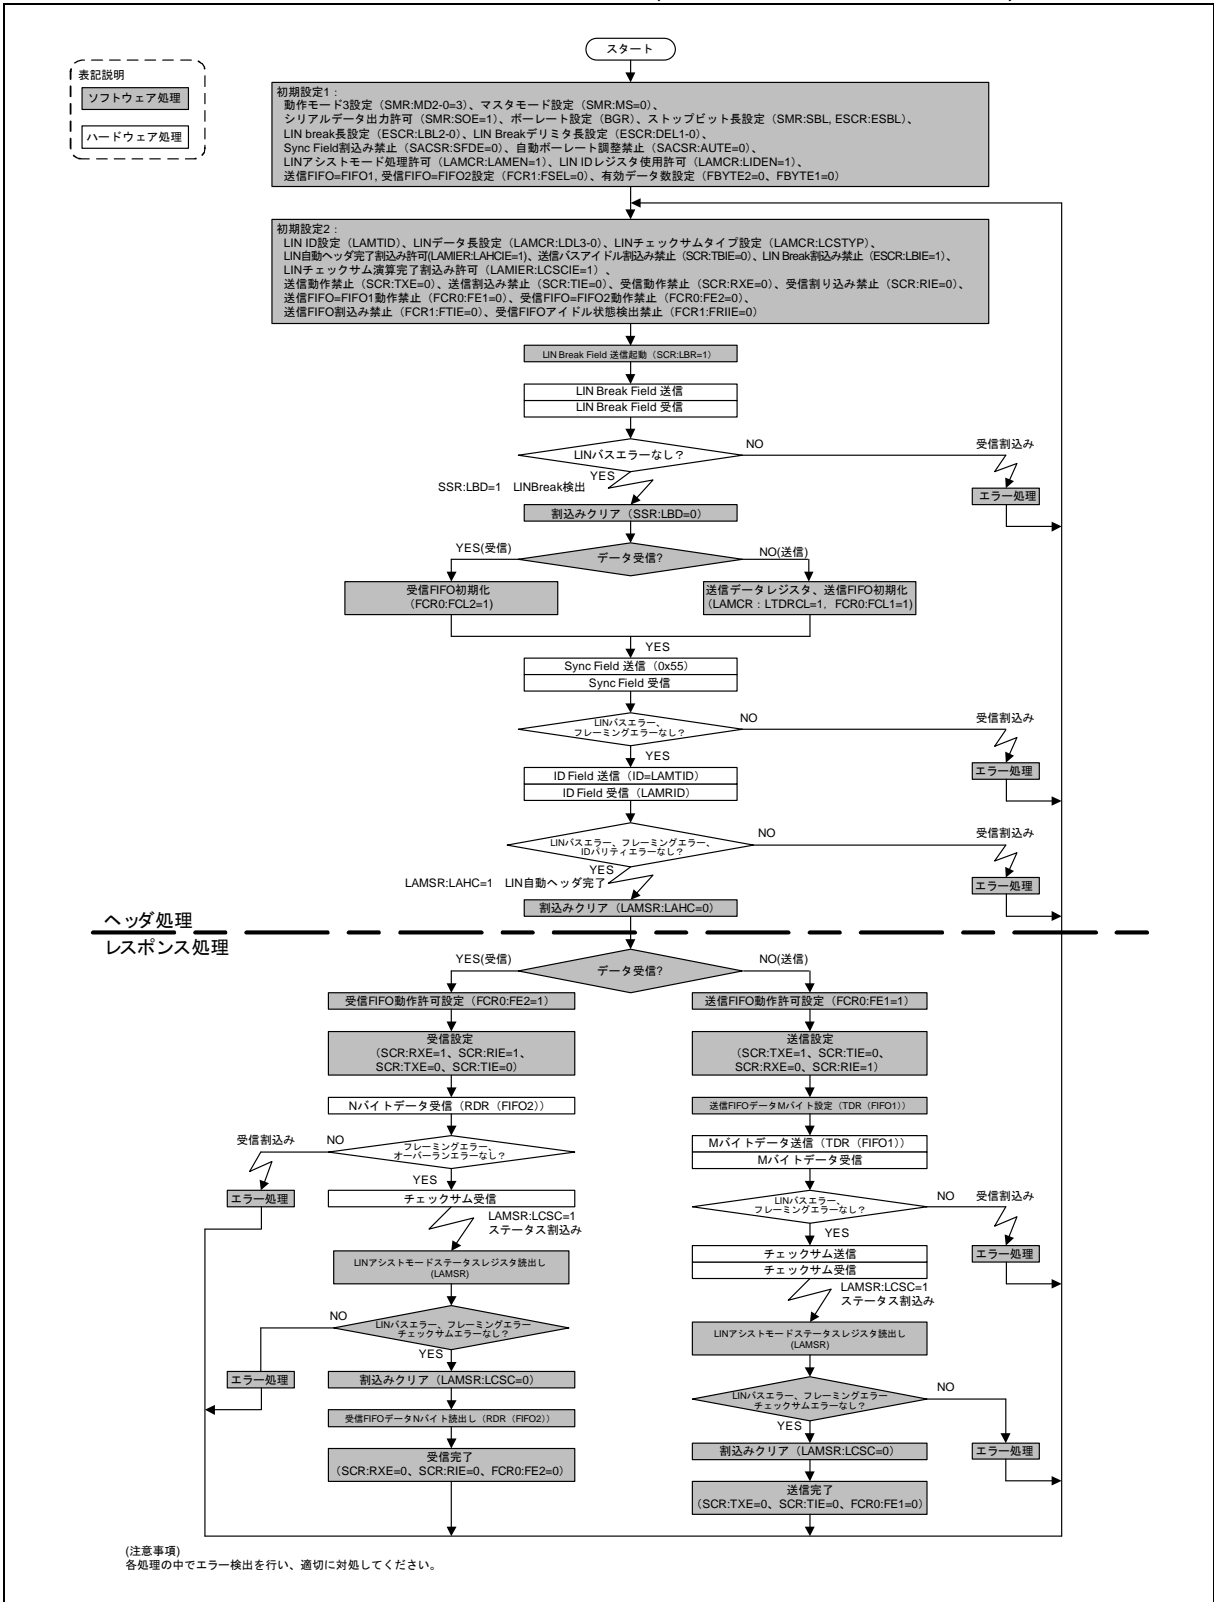 スタート
表記説明
ソフトウェア処理
ハードウェア処理
初期設定1：
動作モード3設定（SMR:MD2-0=3）、マスタモード設定（SMR:MS=0）、
シリアルデータ出力許可（SMR:SOE=1）、ボーレート設定（BGR）、ストップビット長設定（SMR:SBL, ESCR:ESBL）、
LIN break長設定（ESCR:LBL2-0）、LIN Breakデリミタ長設定（ESCR:DEL1-0）、
Sync Field割込み禁止（SACSR:SFDE=0）、自動ボーレート調整禁止（SACSR:AUTE=0）、
LINアシストモード処理許可（LAMCR:LAMEN=1）、LIN IDレジスタ使用許可（LAMCR:LIDEN=1）、
送信FIFO=FIFO1, 受信FIFO=FIFO2設定（FCR1:FSEL=0）、有効データ数設定（FBYTE2=0、FBYTE1=0）
初期設定2：
LIN ID設定（LAMTID）、LINデータ長設定（LAMCR:LDL3-0）、LINチェックサムタイプ設定（LAMCR:LCSTYP）、
LIN自動ヘッダ完了割込み許可(LAMIER:LAHCIE=1）、送信バスアイドル割込み禁止（SCR:TBIE=0）、LIN Break割込み禁止（ESCR:LBIE=1）、
LINチェックサム演算完了割込み許可（LAMIER:LCSCIE=1）、
送信動作禁止（SCR:TXE=0）、送信割込み禁止（SCR:TIE=0）、受信動作禁止（SCR:RXE=0）、受信割り込み禁止（SCR:RIE=0）、
送信FIFO=FIFO1動作禁止（FCR0:FE1=0）、受信FIFO=FIFO2動作禁止（FCR0:FE2=0）、
送信FIFO割込み禁止（FCR1:FTIE=0）、受信FIFOアイドル状態検出禁止（FCR1:FRIIE=0）
LIN Break Field 送信起動（SCR:LBR=1）
LIN Break Field 送信
LIN Break Field 受信
LINバスエラーなし？
NO
受信割込み
YES
SSR:LBD=1　LINBreak検出
エラー処理
割込みクリア（SSR:LBD=0）
YES(受信)
データ受信?
NO(送信)
受信FIFO初期化
（FCR0:FCL2=1）
送信データレジスタ、送信FIFO初期化
（LAMCR：LTDRCL=1, FCR0:FCL1=1）
YES
Sync Field 送信（0x55）
Sync Field 受信
LINバスエラー、
フレーミングエラーなし？
NO
受信割込み
YES
エラー処理
ID Field 送信（ID=LAMTID）
ID Field 受信（LAMRID）
LINバスエラー、フレーミングエラー、
IDパリティエラーなし？
NO
受信割込み
YES
LAMSR:LAHC=1　LIN自動ヘッダ完了
エラー処理
割込みクリア（LAMSR:LAHC=0）
ヘッダ処理
レスポンス処理
YES(受信)
データ受信?
NO(送信)
受信FIFO動作許可設定（FCR0:FE2=1）
送信FIFO動作許可設定（FCR0:FE1=1）
受信設定
（SCR:RXE=1、SCR:RIE=1、
SCR:TXE=0、SCR:TIE=0）
送信設定
（SCR:TXE=1、SCR:TIE=0、
SCR:RXE=0、SCR:RIE=1）
Nバイトデータ受信（RDR（FIFO2））
送信FIFOデータMバイト設定（TDR（FIFO1））
受信割込み
NO
フレーミングエラー、
オーバーランエラーなし？
Mバイトデータ送信（TDR（FIFO1））
Mバイトデータ受信
YES
エラー処理
チェックサム受信
LINバスエラー、
フレーミングエラーなし？
NO
受信割込み
LAMSR:LCSC=1
ステータス割込み
YES
チェックサム送信
チェックサム受信
エラー処理
LINアシストモードステータスレジスタ読出し
(LAMSR)
LAMSR:LCSC=1
ステータス割込み
NO
LINバスエラー、フレーミングエラー
チェックサムエラーなし？
LINアシストモードステータスレジスタ読出し
(LAMSR)
YES
エラー処理
割込みクリア（LAMSR:LCSC=0）
LINバスエラー、フレーミングエラー
チェックサムエラーなし？
NO
受信FIFOデータNバイト読出し（RDR（FIFO2））
YES
受信完了
（SCR:RXE=0、SCR:RIE=0、FCR0:FE2=0）
割込みクリア（LAMSR:LCSC=0）
エラー処理
送信完了
（SCR:TXE=0、SCR:TIE=0、FCR0:FE1=0）
(注意事項)
各処理の中でエラー検出を行い、適切に対処してください。